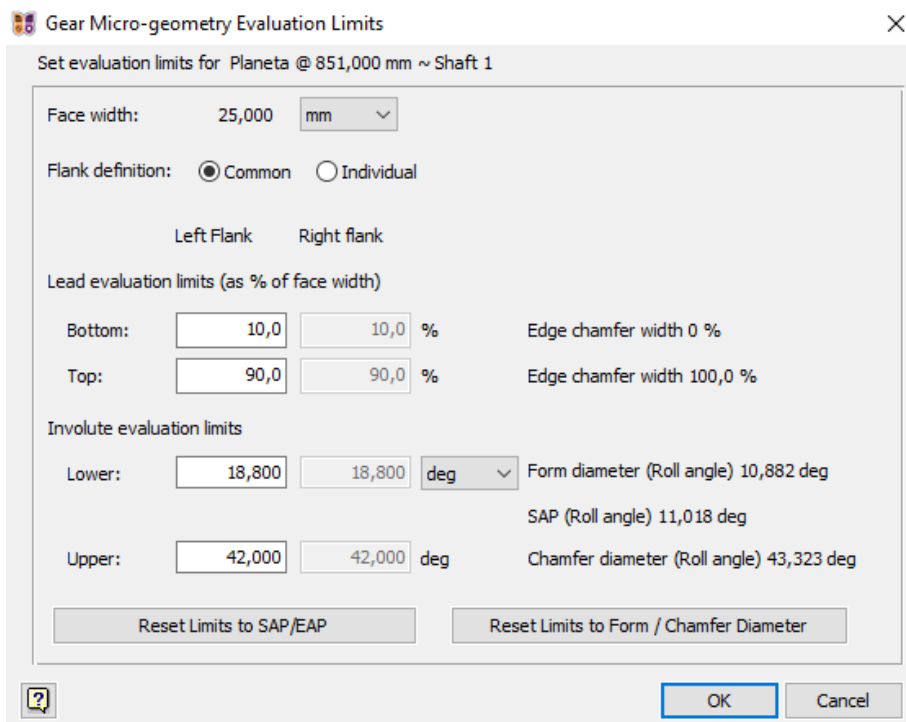 Gear Micro-geometry Evaluation Limits
Set evaluation limits for Planeta @ 851,000 mm ~ Shaft 1
Face width: 25,000 mm
Flank definition: Common Individual
Left Flank Right flank
Lead evaluation limits (as % of face width)
Bottom: 10,0 10,0 % Edge chamfer width 0 %
Top: 90,0 90,0 % Edge chamfer width 100,0 %
Involute evaluation limits
Lower: 18,800 18,800 deg Form diameter (Roll angle) 10,882 deg
SAP (Roll angle) 11,018 deg
Upper: 42,000 42,000 deg Chamfer diameter (Roll angle) 43,323 deg
Reset Limits to SAP/EAP Reset Limits to Form / Chamfer Diameter
? OK Cancel